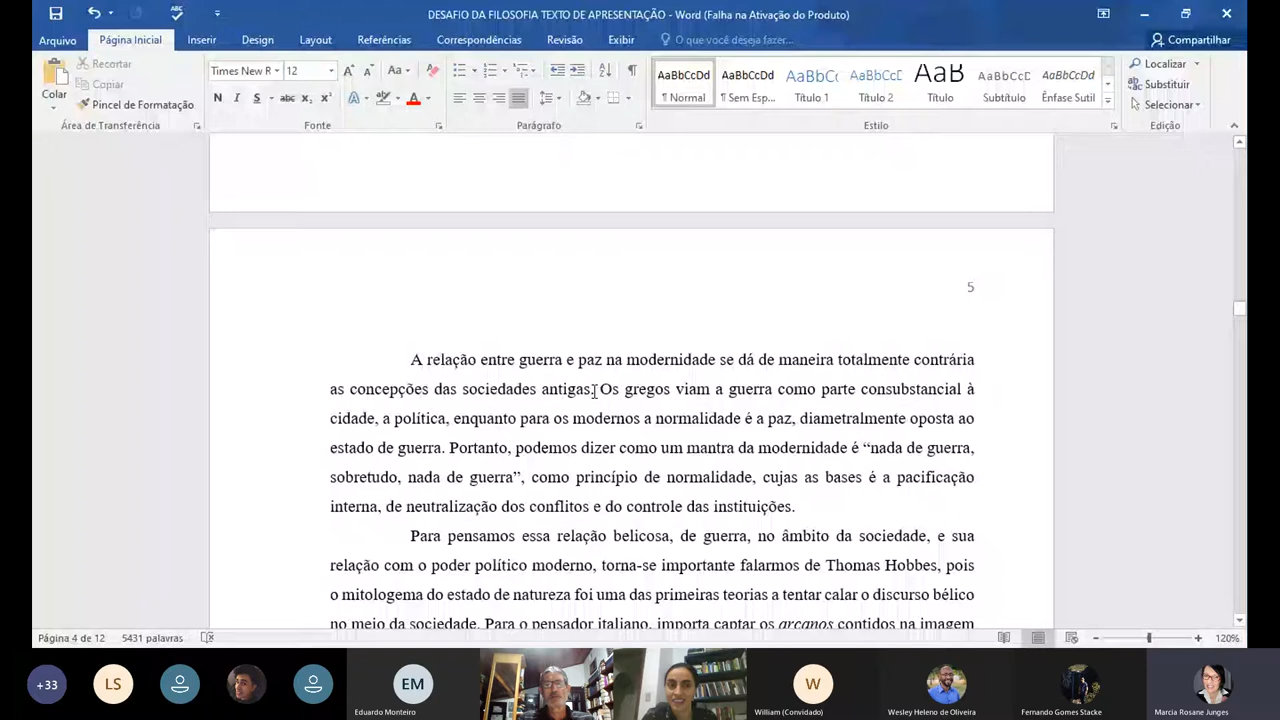 DESAFIO DA FILOSOFIA TEXTO DE APRESENTAÇÃO - Word (Falha na Ativação do Produto)
Arquivo Página Inicial Inserir Design Layout Referências Correspondências Revisão Exibir O que você deseja fazer... Compartilhar
Colar
Recortar
Copiar
Pincel de Formatação
Área de Transferência
Times New R 12
N I S abc x₂ x²
Fonte
Parágrafo
AaBbCcDd AaBbCcDd AaBbCc AaBbCcD AaB AaBbCcD AaBbCcDd
¶ Normal ¶ Sem Esp... Título 1 Título 2 Título Subtítulo Ênfase Sutil
Estilo
Localizar
Substituir
Selecionar
Edição
5
A relação entre guerra e paz na modernidade se dá de maneira totalmente contrária
as concepções das sociedades antigas. Os gregos viam a guerra como parte consubstancial à
cidade, a política, enquanto para os modernos a normalidade é a paz, diametralmente oposta ao
estado de guerra. Portanto, podemos dizer como um mantra da modernidade é “nada de guerra,
sobretudo, nada de guerra”, como princípio de normalidade, cujas as bases é a pacificação
interna, de neutralização dos conflitos e do controle das instituições.
Para pensamos essa relação belicosa, de guerra, no âmbito da sociedade, e sua
relação com o poder político moderno, torna-se importante falarmos de Thomas Hobbes, pois
o mitologema do estado de natureza foi uma das primeiras teorias a tentar calar o discurso bélico
no meio da sociedade. Para o pensador italiano, importa captar os arcanos contidos na imagem
Página 4 de 12 5431 palavras 120%
+33 LS EM W
Eduardo Monteiro William (Convidado) Wesley Heleno de Oliveira Fernando Gomes Stacke Marcia Rosane Junges